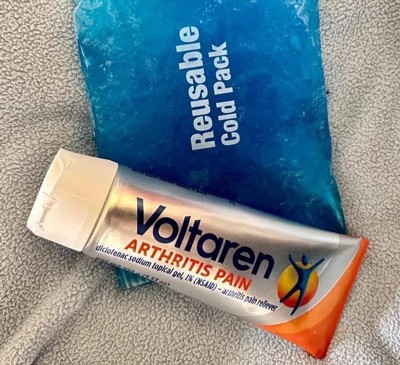 Reusable
Cold Pack
Voltaren
ARTHRITIS PAIN
diclofenac sodium topical gel, 1% (NSAID) – arthritis pain reliever